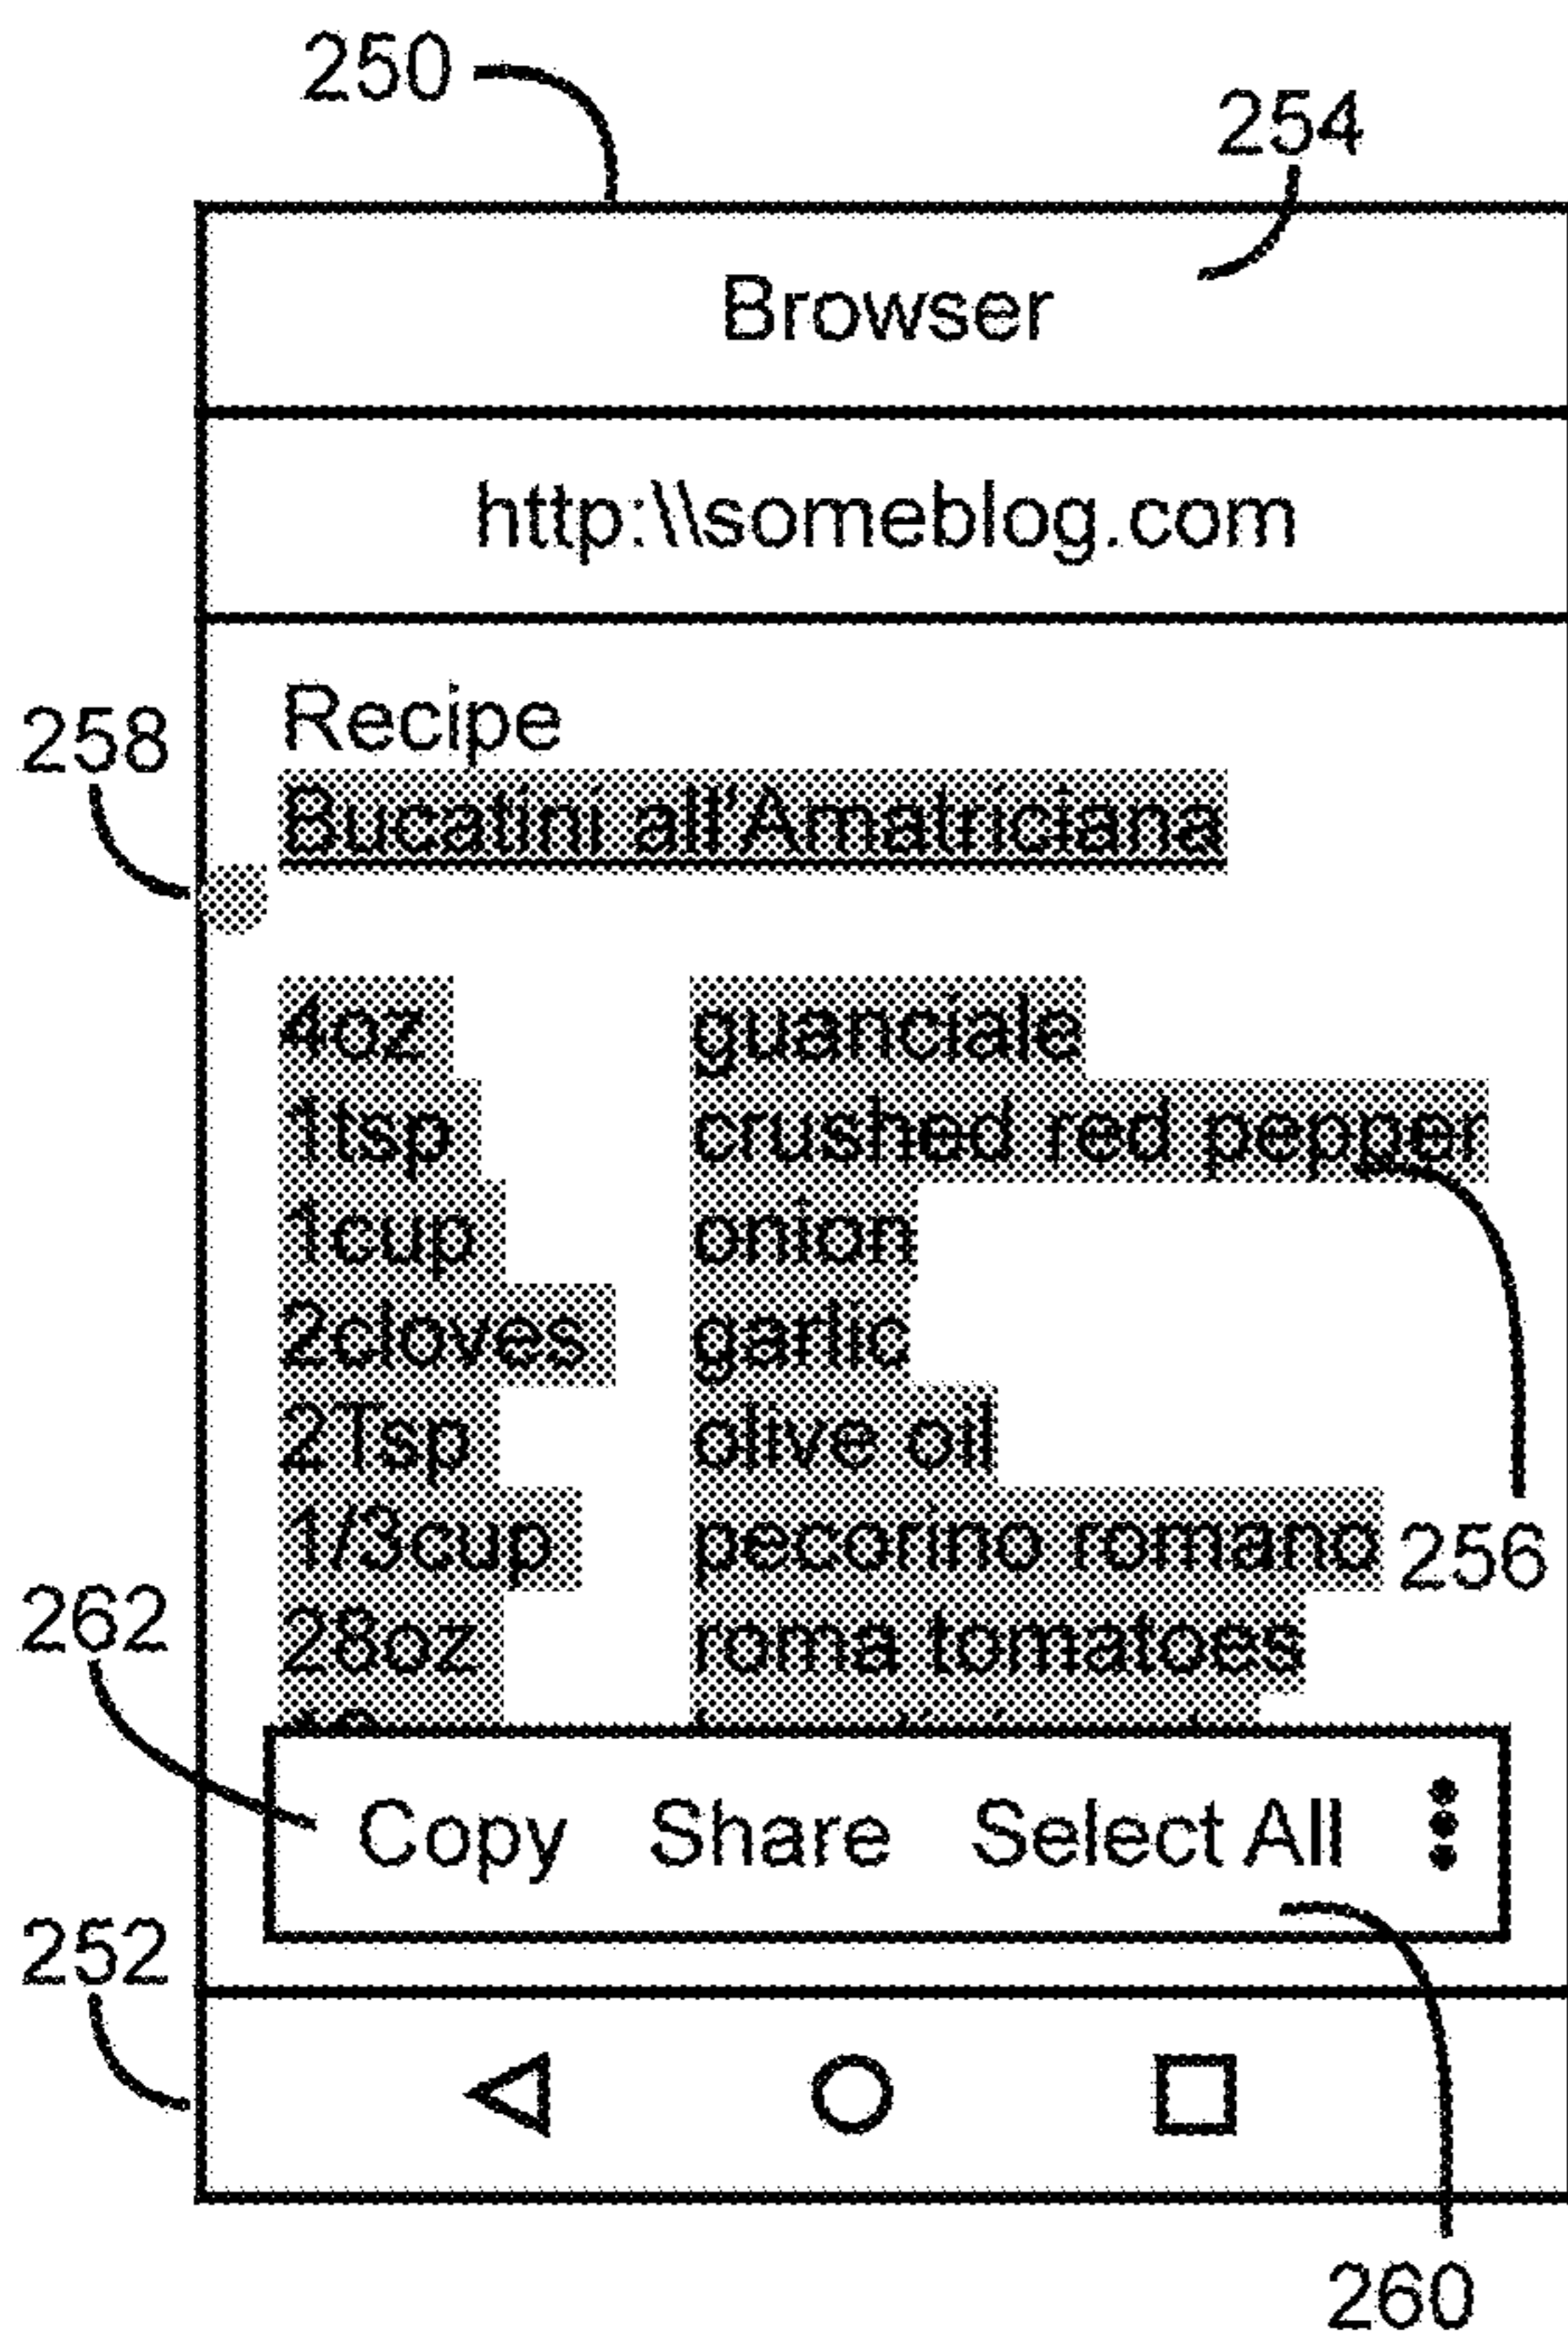 250
254
Browser
http:\\someblog.com
Recipe
258
Bucatini all'Amatriciana
4oz guanciale
1tsp crushed red pepper
1cup onion
2cloves garlic
2Tsp olive oil
1/3cup pecorino romano
256
262
28oz roma tomatoes
Copy Share Select All
252
260